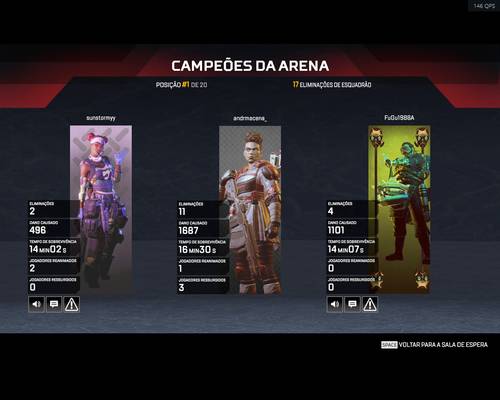 146 QPS
CAMPEÕES DA ARENA
POSIÇÃO #1 DE 20
17 ELIMINAÇÕES DE ESQUADRÃO
sunstormyy
andrmacena_
FuGu1988A
ELIMINAÇÕES
2
DANO CAUSADO
496
TEMPO DE SOBREVIVÊNCIA
14 MIN 02 S
JOGADORES REANIMADOS
2
JOGADORES RESSURGIDOS
0
ELIMINAÇÕES
11
DANO CAUSADO
1687
TEMPO DE SOBREVIVÊNCIA
16 MIN 30 S
JOGADORES REANIMADOS
1
JOGADORES RESSURGIDOS
3
ELIMINAÇÕES
4
DANO CAUSADO
1101
TEMPO DE SOBREVIVÊNCIA
14 MIN 07 S
JOGADORES REANIMADOS
0
JOGADORES RESSURGIDOS
0
SPACE VOLTAR PARA A SALA DE ESPERA